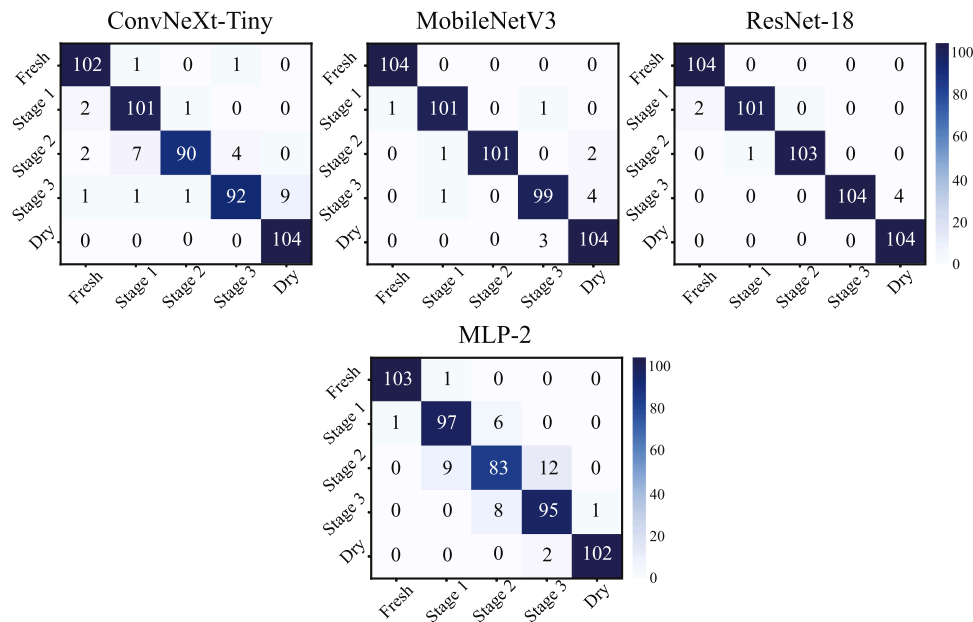 ConvNeXt-Tiny MobileNetV3 ResNet-18
Fresh 102 1 0 1 0 Fresh 104 0 0 0 0 Fresh 104 0 0 0 0 100
Stage 1 2 101 1 0 0 Stage 1 1 101 0 1 0 Stage 1 2 101 0 0 0 80
Stage 2 2 7 90 4 0 Stage 2 0 1 101 0 2 Stage 2 0 1 103 0 0 60
40
Stage 3 1 1 1 92 9 Stage 3 0 1 0 99 4 Stage 3 0 0 0 104 4 20
Dry 0 0 0 0 104 Dry 0 0 0 3 104 Dry 0 0 0 0 104 0
Fresh Stage 1 Stage 2 Stage 3 Dry Fresh Stage 1 Stage 2 Stage 3 Dry Fresh Stage 1 Stage 2 Stage 3 Dry
MLP-2
Fresh 103 1 0 0 0 100
Stage 1 1 97 6 0 0 80
Stage 2 0 9 83 12 0 60
40
Stage 3 0 0 8 95 1 20
Dry 0 0 0 2 102 0
Fresh Stage 1 Stage 2 Stage 3 Dry